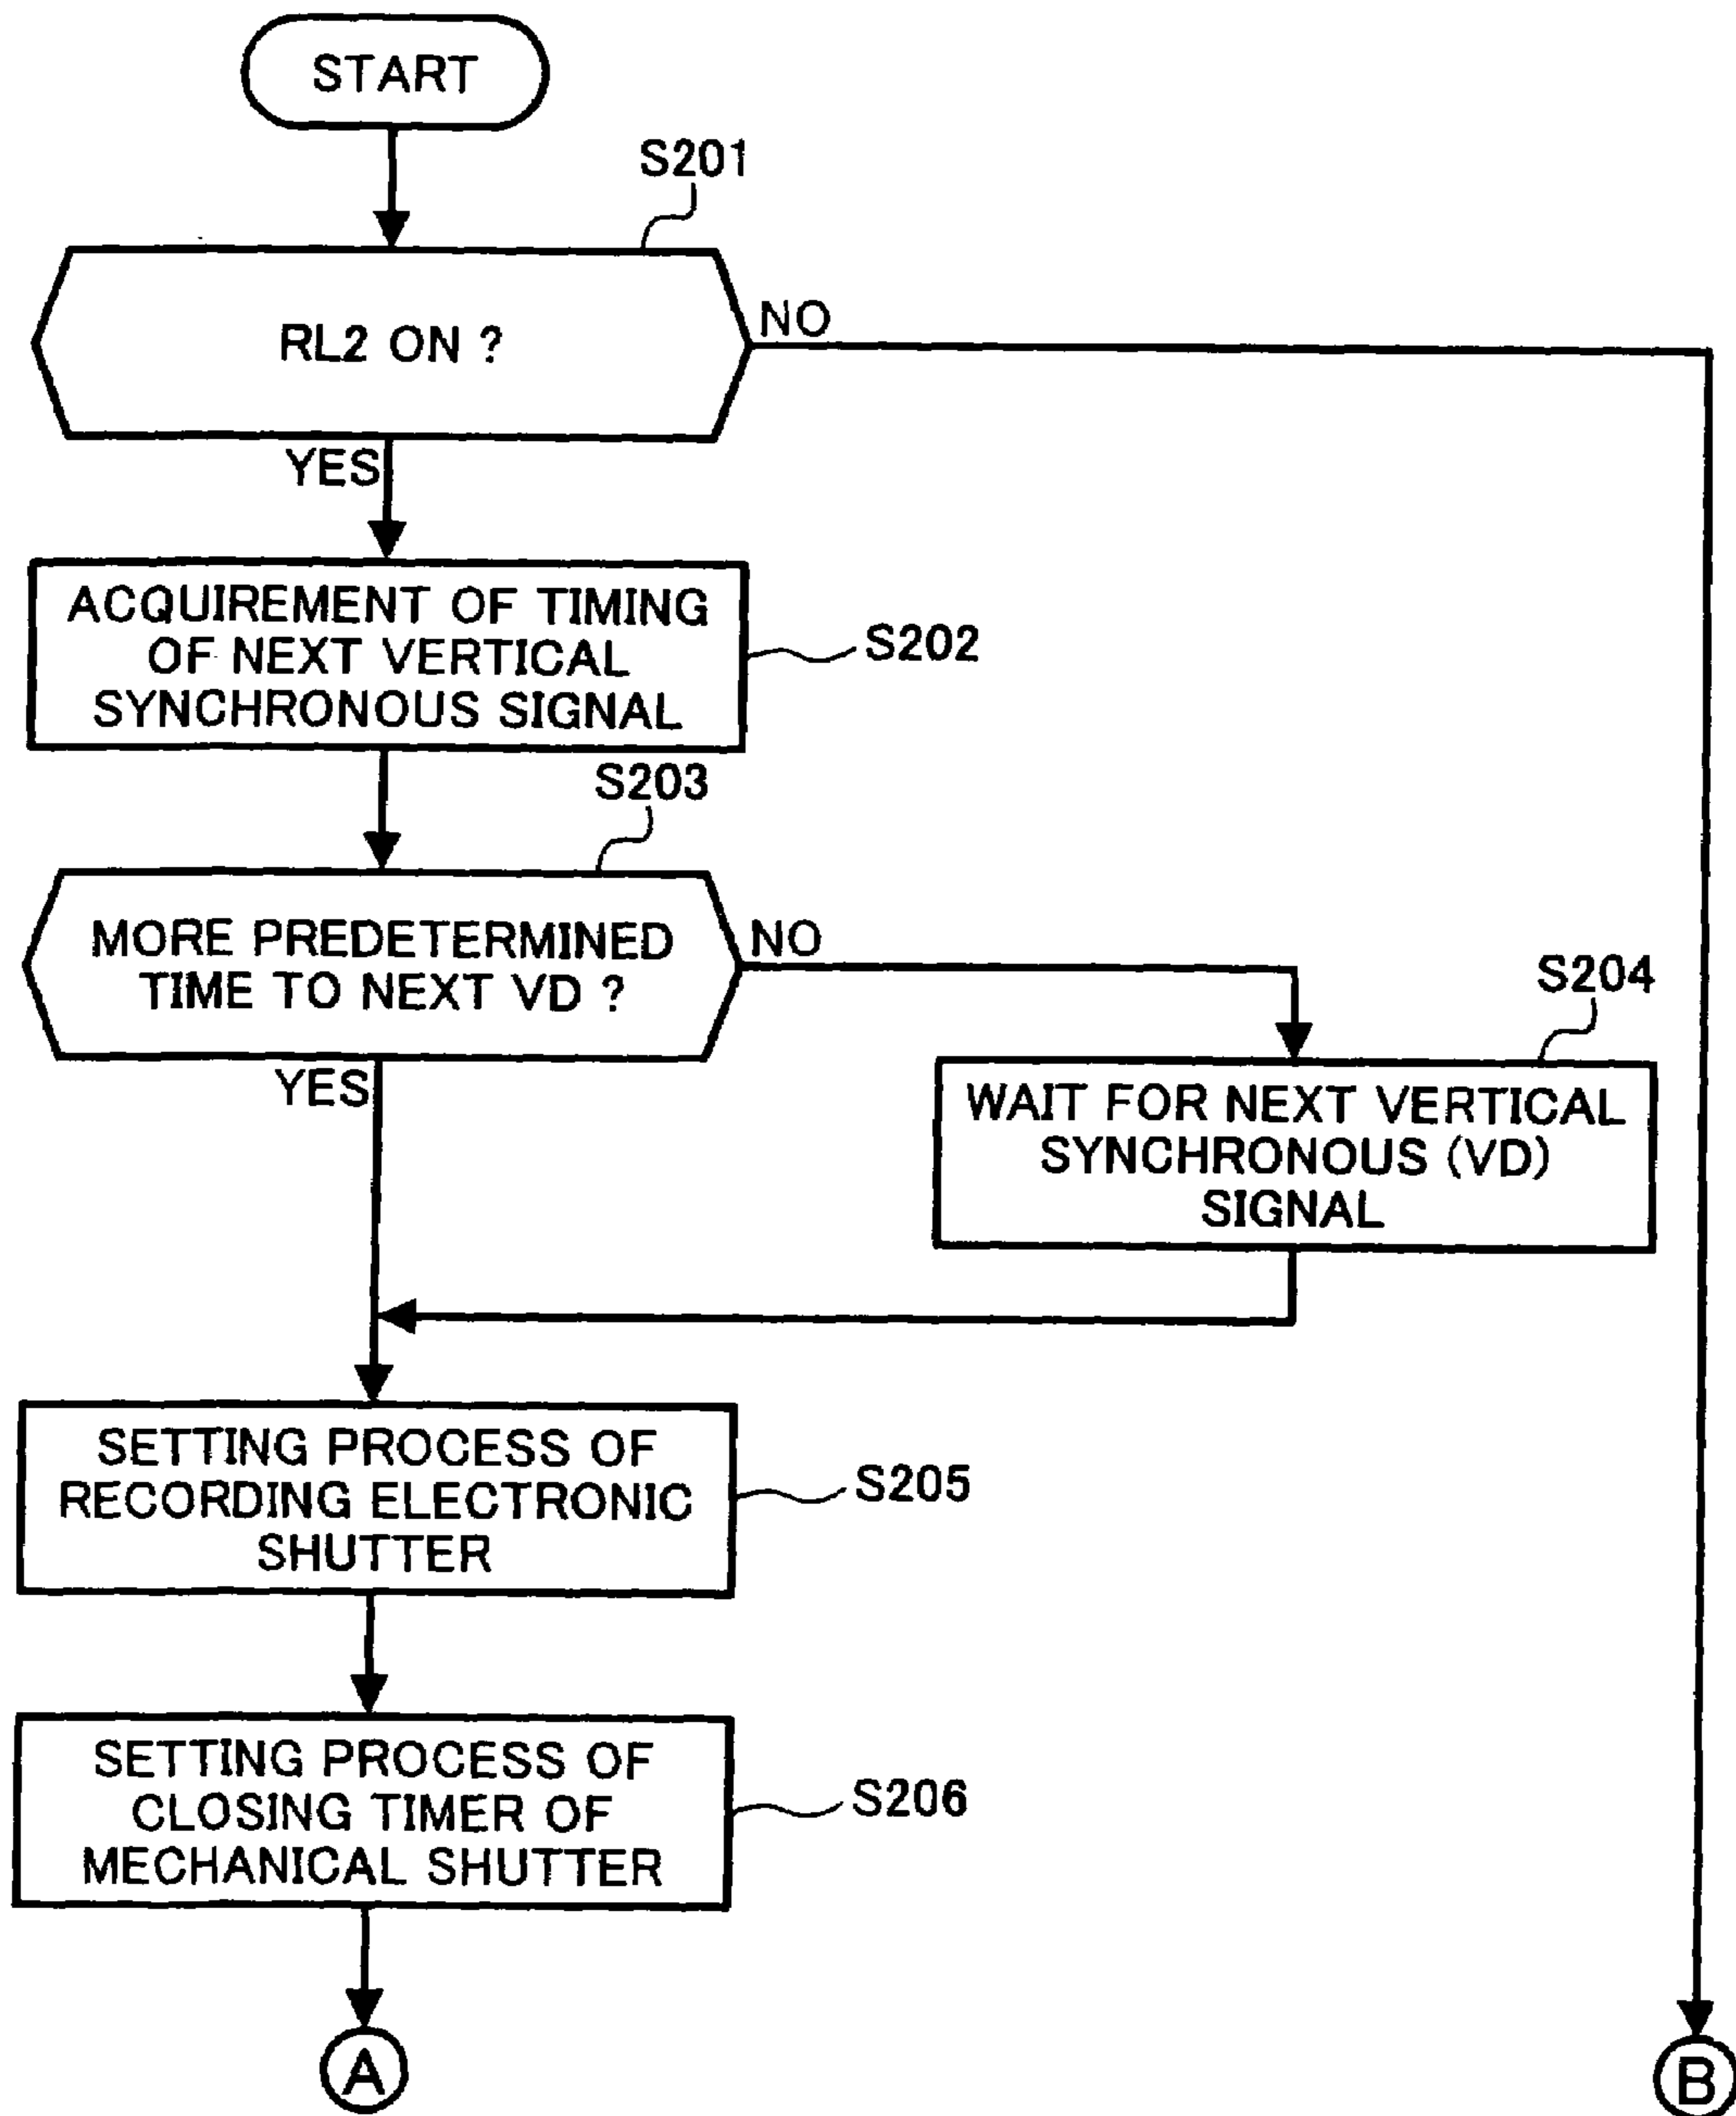 START
S201
RL2 ON ?
NO
YES
ACQUIREMENT OF TIMING
OF NEXT VERTICAL
SYNCHRONOUS SIGNAL
S202
S203
MORE PREDETERMINED
TIME TO NEXT VD ?
NO
YES
S204
WAIT FOR NEXT VERTICAL
SYNCHRONOUS (VD)
SIGNAL
SETTING PROCESS OF
RECORDING ELECTRONIC
SHUTTER
S205
SETTING PROCESS OF
CLOSING TIMER OF
MECHANICAL SHUTTER
S206
A
B